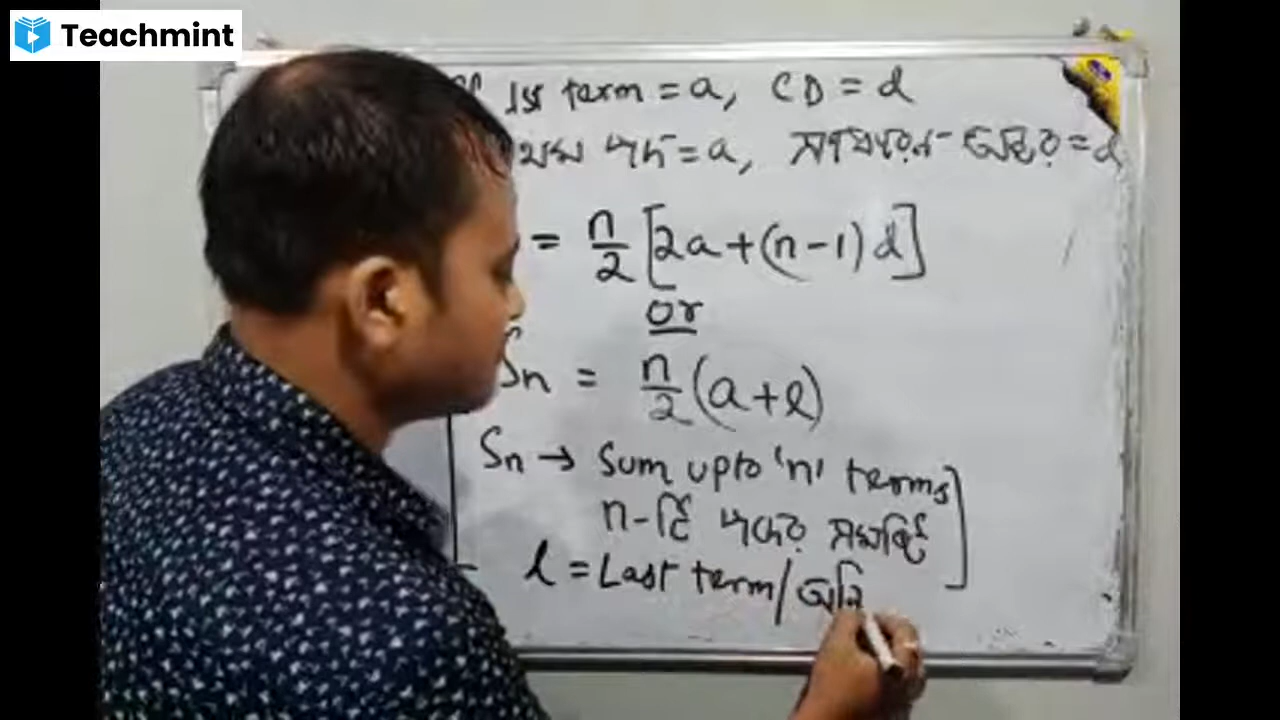 Teachmint
1st term = a, CD = d
পদ = a, সাধারণ অন্তর = d
= n/2 [2a + (n-1) d]
or
Sn = n/2 (a+l)
Sn → Sum upto 'n' terms
n-টি পদের সমষ্টি
l = Last term/